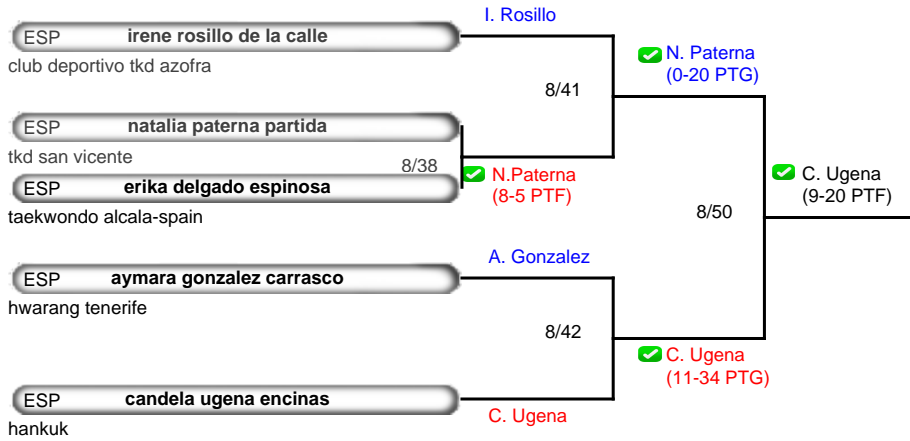 I. Rosillo
ESP irene rosillo de la calle
club deportivo tkd azofra
N. Paterna
(0-20 PTG)
8/41
ESP natalia paterna partida
tkd san vicente
8/38
N.Paterna
(8-5 PTF)
ESP erika delgado espinosa
taekwondo alcala-spain
C. Ugena
(9-20 PTF)
8/50
A. Gonzalez
ESP aymara gonzalez carrasco
hwarang tenerife
8/42
C. Ugena
(11-34 PTG)
ESP candela ugena encinas
C. Ugena
hankuk